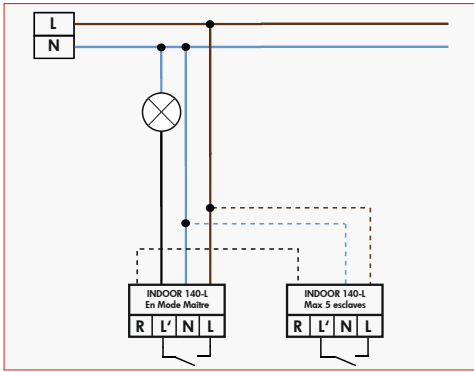 L
N
INDOOR 140-L
En Mode Maître
R L' N L
INDOOR 140-L
Max 5 esclaves
R L' N L